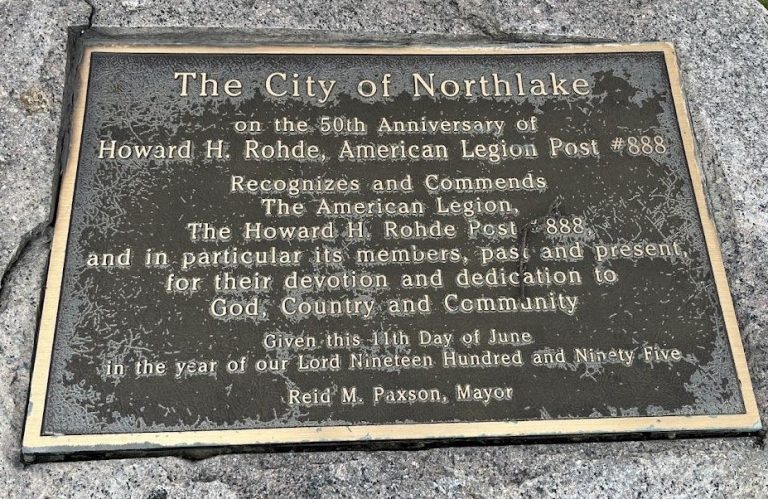 The City of Northlake
on the 50th Anniversary of
Howard H. Rohde, American Legion Post #888
Recognizes and Commends
The American Legion,
The Howard H. Rohde Post #888,
and in particular its members, past and present,
for their devotion and dedication to
God, Country and Community
Given this 11th Day of June
in the year of our Lord Nineteen Hundred and Ninety Five
Reid M. Paxson, Mayor